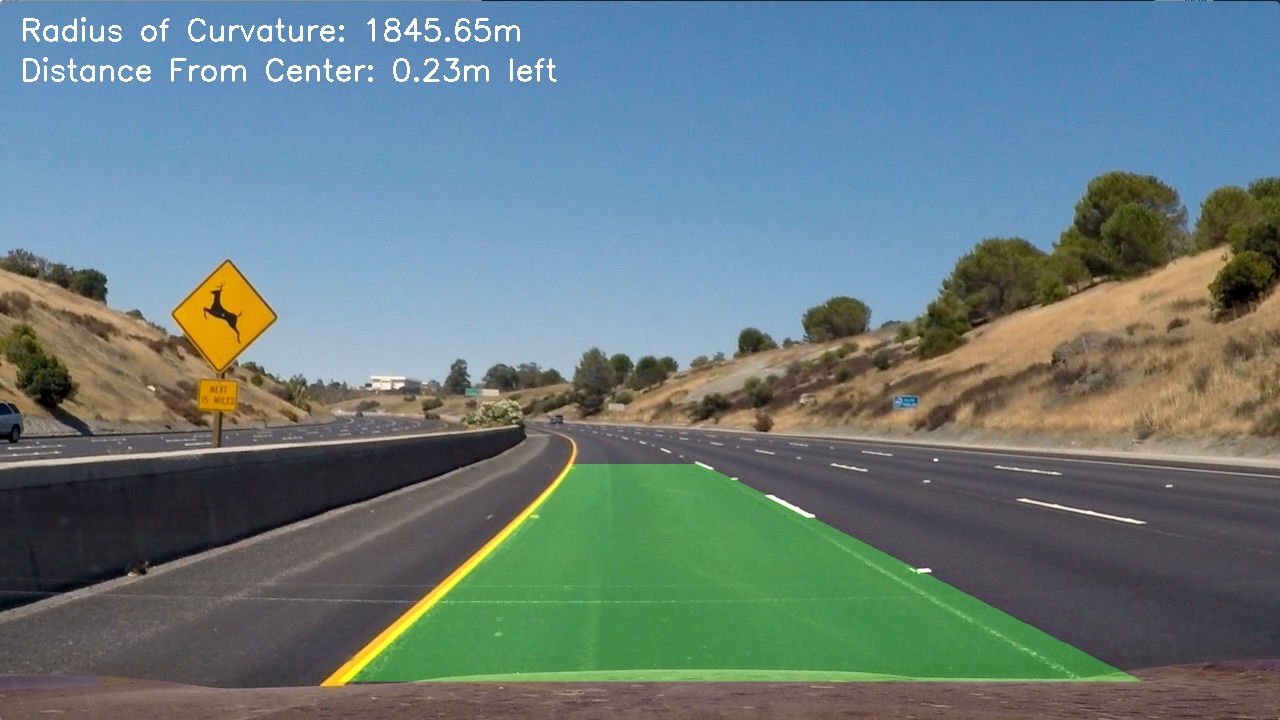 Radius of Curvature: 1845.65m
Distance From Center: 0.23m left
NEXT
15 MILES